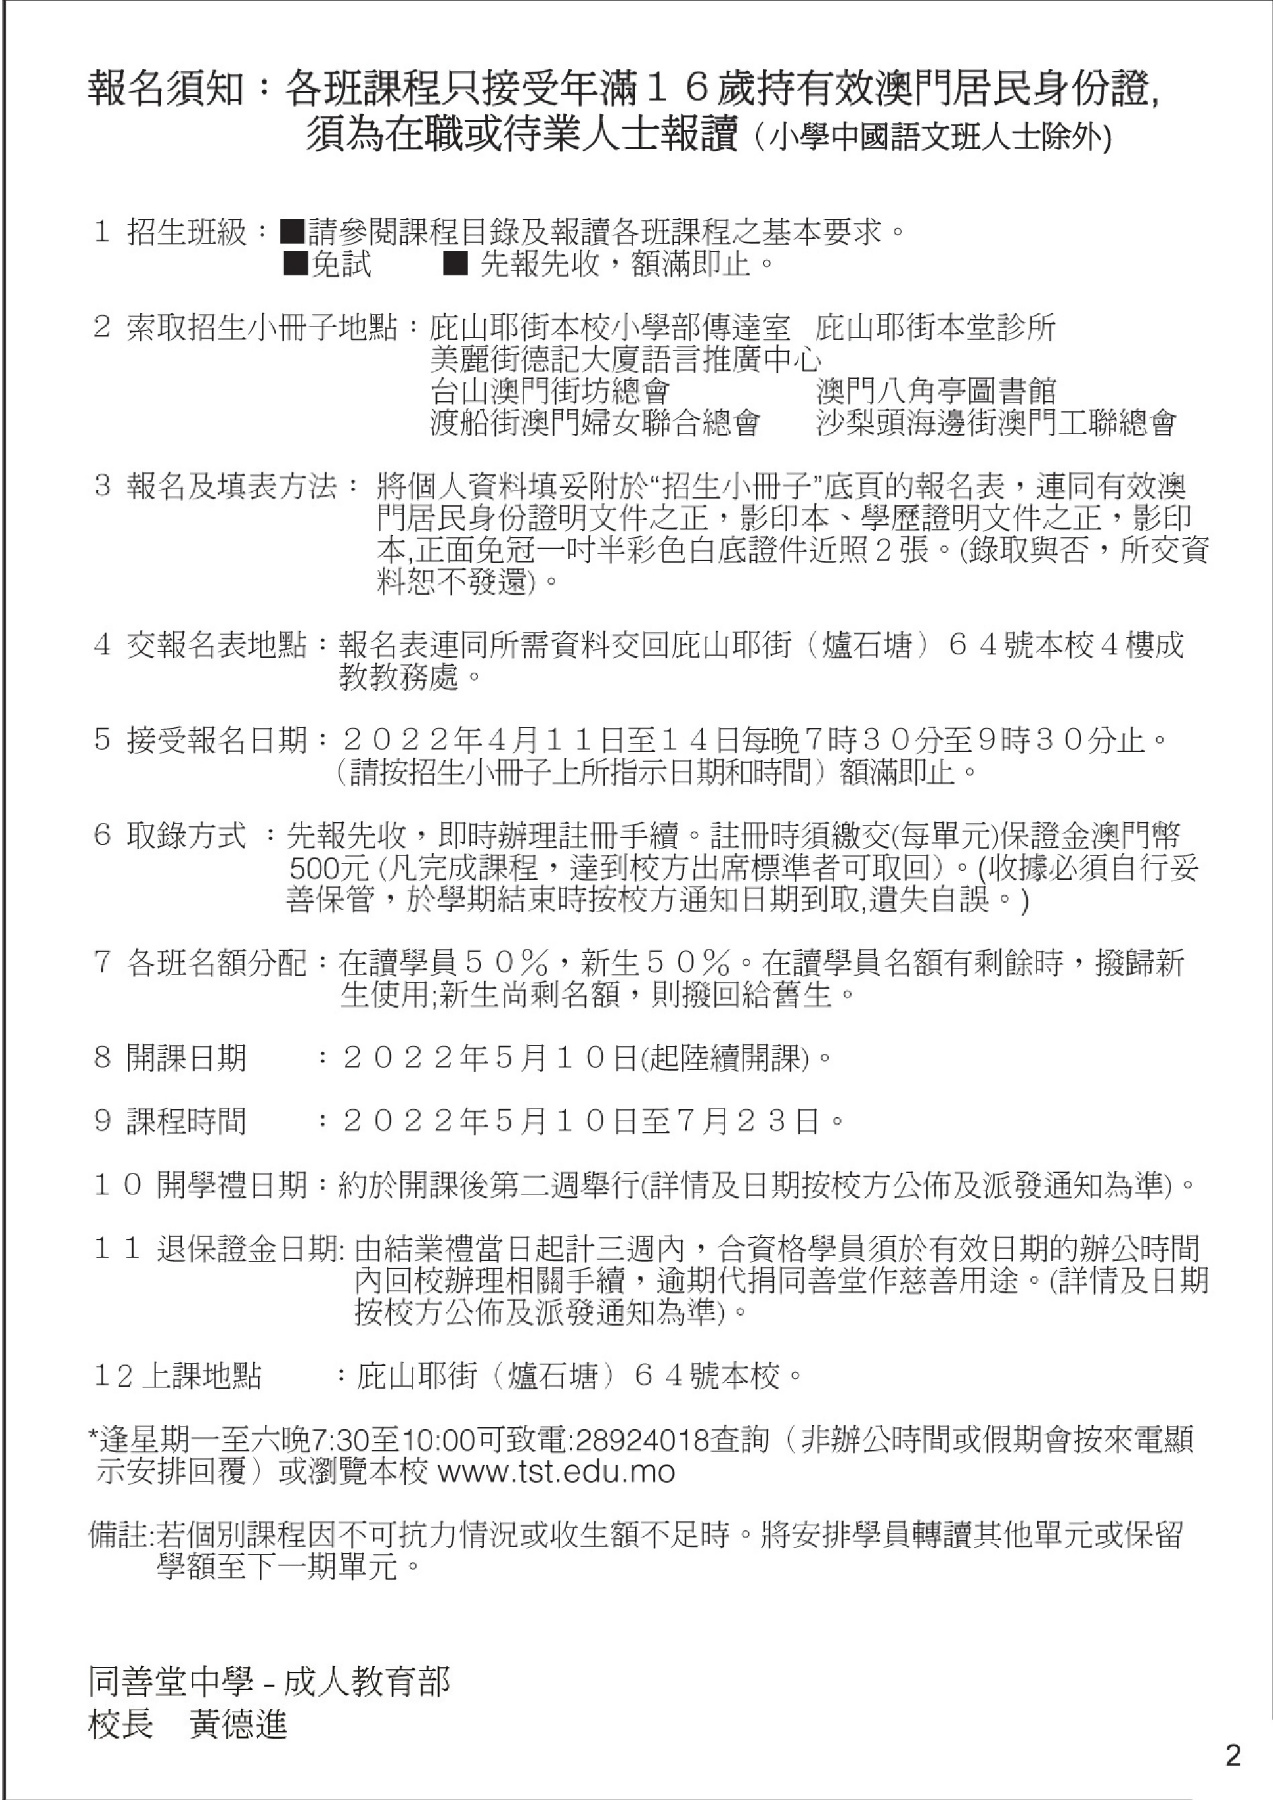 報名須知：各班課程只接受年滿１６歲持有效澳門居民身份證,
須為在職或待業人士報讀（小學中國語文班人士除外)
１ 招生班級：■請參閱課程目錄及報讀各班課程之基本要求。
■免試 ■ 先報先收，額滿即止。
２ 索取招生小冊子地點：庇山耶街本校小學部傳達室 庇山耶街本堂診所
美麗街德記大廈語言推廣中心
台山澳門街坊總會 澳門八角亭圖書館
渡船街澳門婦女聯合總會 沙梨頭海邊街澳門工聯總會
３ 報名及填表方法： 將個人資料填妥附於“招生小冊子”底頁的報名表，連同有效澳
門居民身份證明文件之正，影印本、學歷證明文件之正，影印
本,正面免冠一吋半彩色白底證件近照２張。(錄取與否，所交資
料恕不發還)。
４ 交報名表地點：報名表連同所需資料交回庇山耶街（爐石塘）６４號本校４樓成
教教務處。
５ 接受報名日期：２０２２年４月１１日至１４日每晚７時３０分至９時３０分止。
（請按招生小冊子上所指示日期和時間）額滿即止。
６ 取錄方式 ：先報先收，即時辦理註冊手續。註冊時須繳交(每單元)保證金澳門幣
500元 (凡完成課程，達到校方出席標準者可取回)。(收據必須自行妥
善保管，於學期結束時按校方通知日期到取,遺失自誤。)
７ 各班名額分配：在讀學員５０%，新生５０%。在讀學員名額有剩餘時，撥歸新
生使用;新生尚剩名額，則撥回給舊生。
８ 開課日期 ：２０２２年５月１０日(起陸續開課)。
９ 課程時間 ：２０２２年５月１０日至７月２３日。
１０ 開學禮日期：約於開課後第二週舉行(詳情及日期按校方公佈及派發通知為準)。
１１ 退保證金日期: 由結業禮當日起計三週內，合資格學員須於有效日期的辦公時間
內回校辦理相關手續，逾期代捐同善堂作慈善用途。(詳情及日期
按校方公佈及派發通知為準)。
１２上課地點 ：庇山耶街（爐石塘）６４號本校。
*逢星期一至六晚7:30至10:00可致電:28924018查詢（非辦公時間或假期會按來電顯
示安排回覆）或瀏覽本校 www.tst.edu.mo
備註:若個別課程因不可抗力情況或收生額不足時。將安排學員轉讀其他單元或保留
學額至下一期單元。
同善堂中學 - 成人教育部
校長 黃德進
2